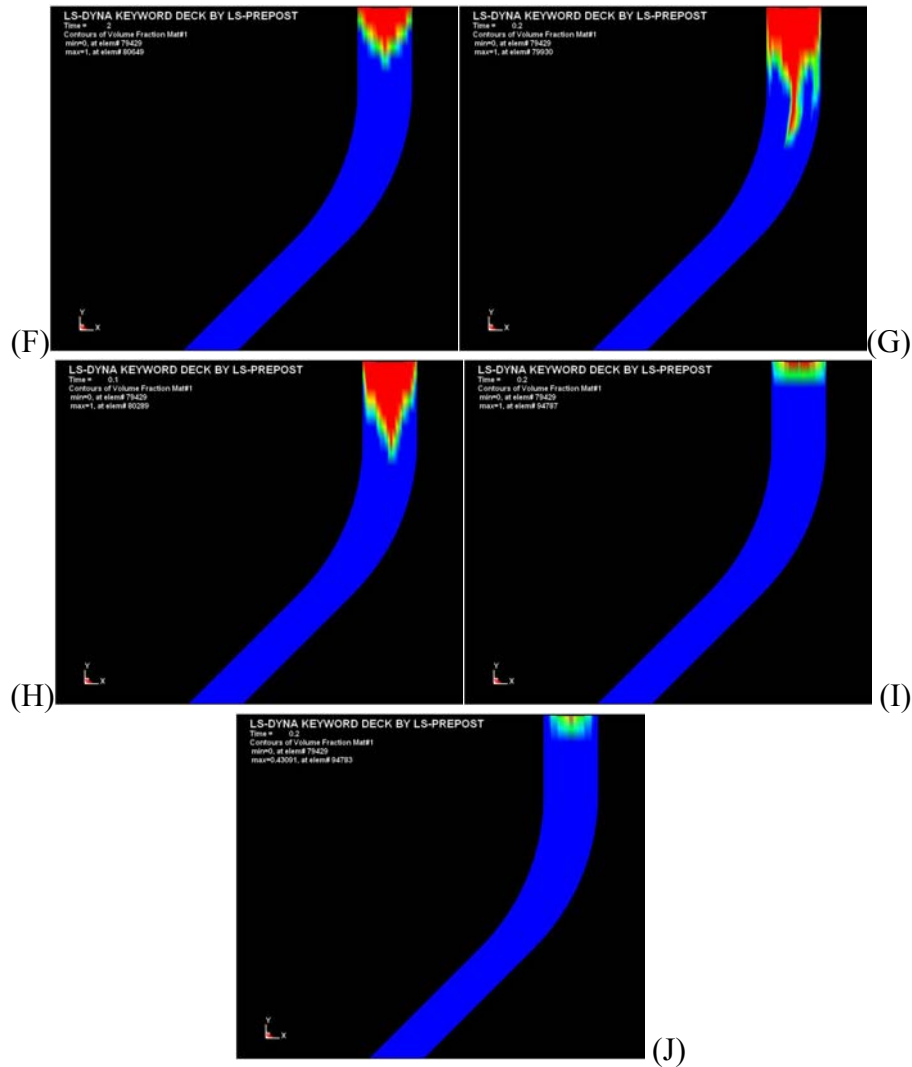 LS-DYNA KEYWORD DECK BY LS-PREPOST
Time = 2
Contours of Volume Fraction Mat#1
min=0, at elem# 79429
max=1, at elem# 80649
Y
X
(F)
LS-DYNA KEYWORD DECK BY LS-PREPOST
Time = 0.2
Contours of Volume Fraction Mat#1
min=0, at elem# 79429
max=1, at elem# 79930
Y
X
(G)
LS-DYNA KEYWORD DECK BY LS-PREPOST
Time = 0.1
Contours of Volume Fraction Mat#1
min=0, at elem# 79429
max=1, at elem# 80289
Y
X
(H)
LS-DYNA KEYWORD DECK BY LS-PREPOST
Time = 0.2
Contours of Volume Fraction Mat#1
min=0, at elem# 79429
max=1, at elem# 94787
Y
X
(I)
LS-DYNA KEYWORD DECK BY LS-PREPOST
Time = 0.2
Contours of Volume Fraction Mat#1
min=0, at elem# 79429
max=0.43091, at elem# 94783
Y
X
(J)